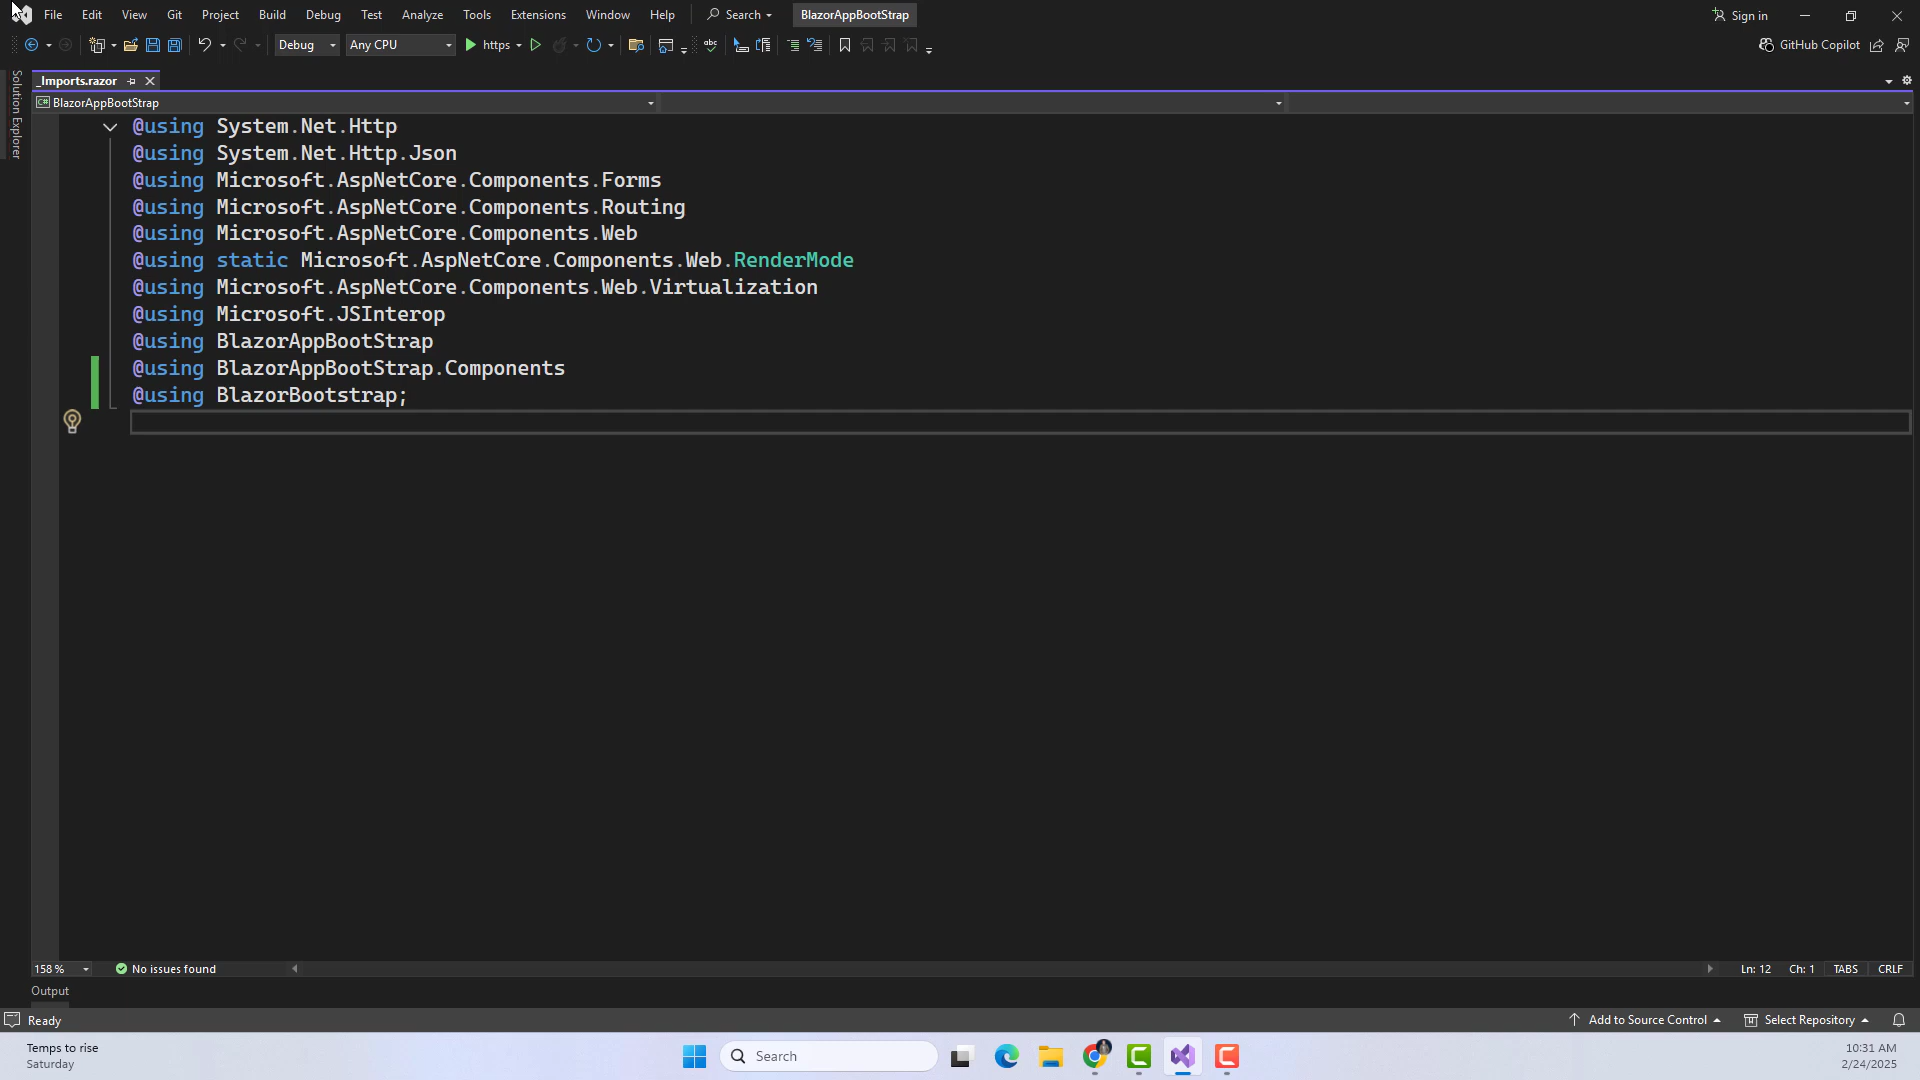 File Edit View Git Project Build Debug Test Analyze Tools Extensions Window Help Search BlazorAppBootStrap Sign in
Debug Any CPU https abc GitHub Copilot
Solution Explorer
_Imports.razor
C# BlazorAppBootStrap
@using System.Net.Http
@using System.Net.Http.Json
@using Microsoft.AspNetCore.Components.Forms
@using Microsoft.AspNetCore.Components.Routing
@using Microsoft.AspNetCore.Components.Web
@using static Microsoft.AspNetCore.Components.Web.RenderMode
@using Microsoft.AspNetCore.Components.Web.Virtualization
@using Microsoft.JSInterop
@using BlazorAppBootStrap
@using BlazorAppBootStrap.Components
@using BlazorBootstrap;
158 % No issues found Ln: 12 Ch: 1 TABS CRLF
Output
Ready Add to Source Control Select Repository
Temps to rise
Saturday
Search
10:31 AM
2/24/2025